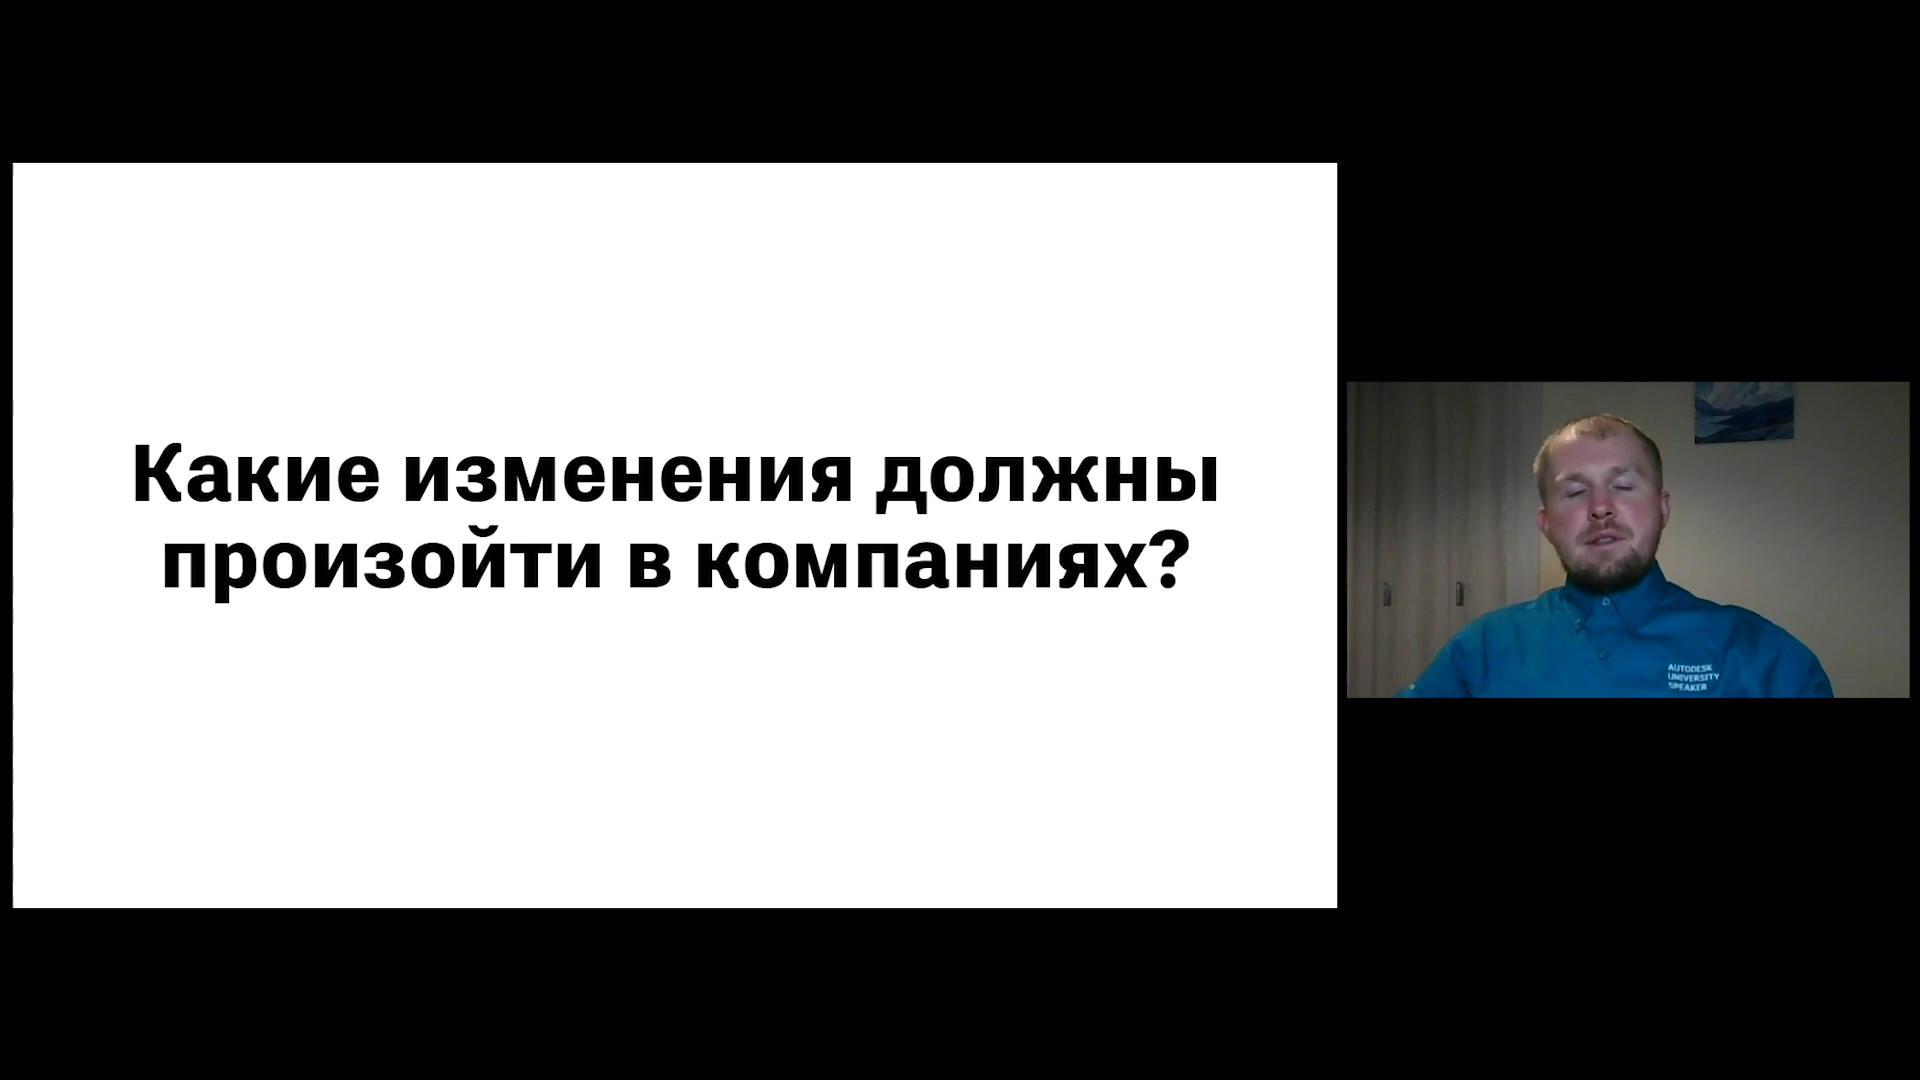 Какие изменения должны
произойти в компаниях?
AUTODESK
UNIVERSITY
SPEAKER